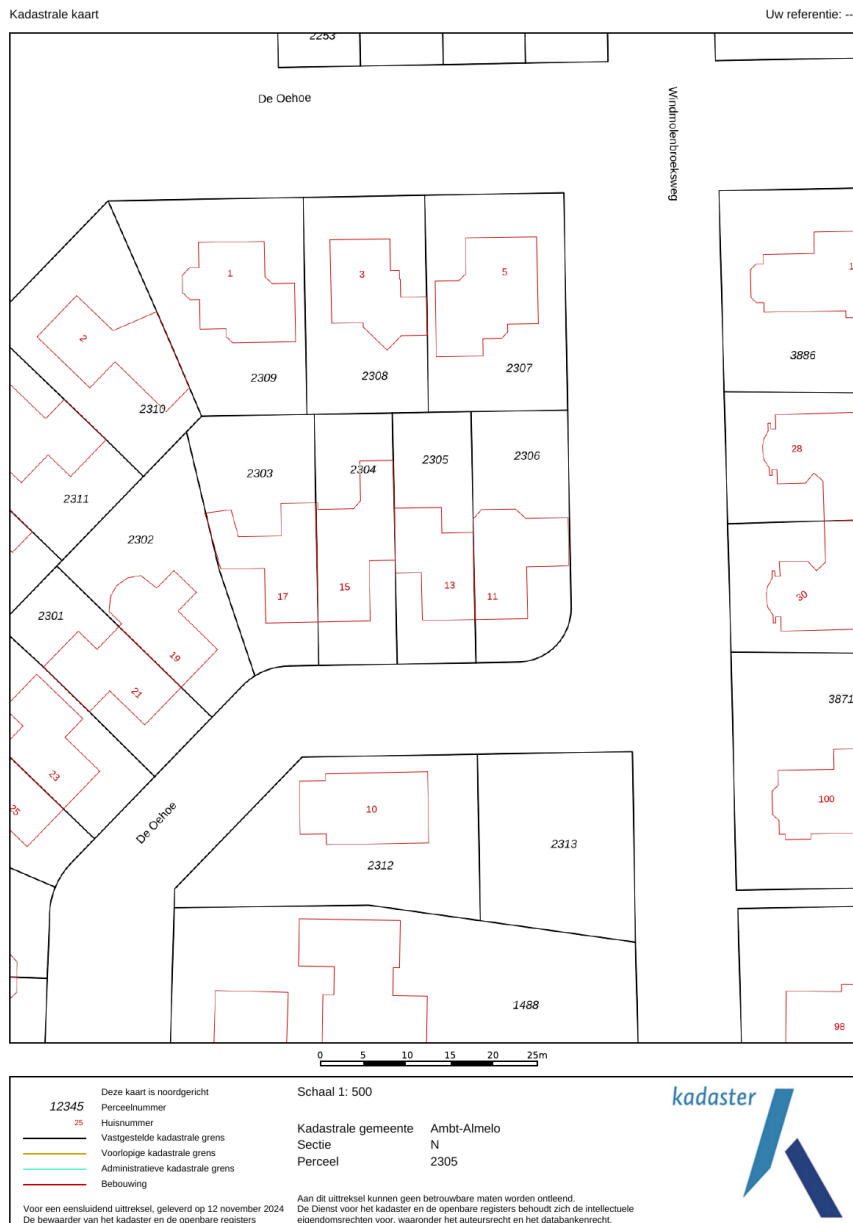 Kadastrale kaart
Uw referentie: --
2253
De Oehoe
Windmolenbroeksweg
1
3
5
1
2
3886
2309
2308
2307
2310
28
2303
2304
2305
2306
2311
2302
17
15
13
11
30
2301
19
21
3871
23
25
De Oehoe
10
100
2312
2313
1488
98
0 5 10 15 20 25m
Deze kaart is noordgericht
12345 Perceelnummer
25 Huisnummer
Vastgestelde kadastrale grens
Voorlopige kadastrale grens
Administratieve kadastrale grens
Bebouwing
Voor een eensluidend uittreksel, geleverd op 12 november 2024
De bewaarder van het kadaster en de openbare registers
Schaal 1: 500
Kadastrale gemeente Ambt-Almelo
Sectie N
Perceel 2305
Aan dit uittreksel kunnen geen betrouwbare maten worden ontleend.
De Dienst voor het kadaster en de openbare registers behoudt zich de intellectuele
eigendomsrechten voor, waaronder het auteursrecht en het databankenrecht.
kadaster